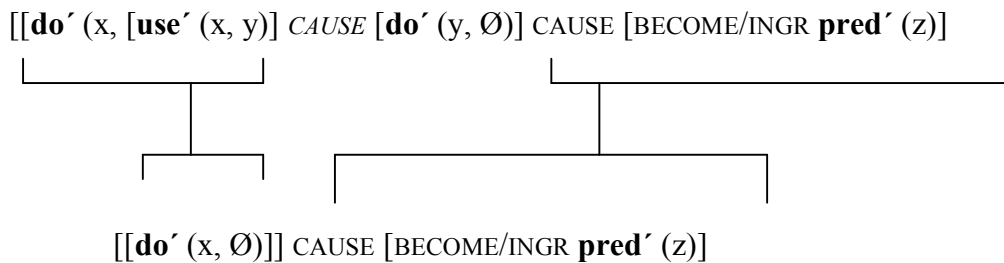 [[do´ (x, [use´ (x, y)] CAUSE [do´ (y, Ø)] CAUSE [BECOME/INGR pred´ (z)]
[[do´ (x, Ø)]] CAUSE [BECOME/INGR pred´ (z)]